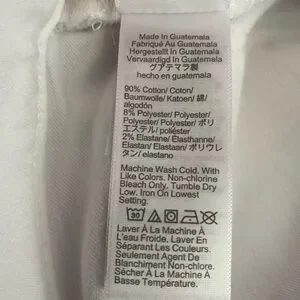 Made In Guatemala
Fabriqué Au Guatemala
Hergestellt In Guatemala
Vervaardigd In Guatemala
グアテマラ製
hecho en guatemala
90% Cotton/ Coton/
Baumwolle/ Katoen/ 綿/
algodón
8% Polyester/ Polyester/
Polyester/ Polyester/ ポリ
エステル/ poliéster
2% Elastane/ Élasthanne/
Elastan/ Elastaan/ ポリウレ
タン/ elastano
Machine Wash Cold. With
Like Colors. Non-chlorine
Bleach Only. Tumble Dry
Low. Iron On Lowest
Setting.
30
Laver À La Machine À
L'eau Froide. Laver En
Séparant Les Couleurs.
Seulement Agent De
Blanchiment Non Chloré.
Sécher À La Machine À
Basse Température.